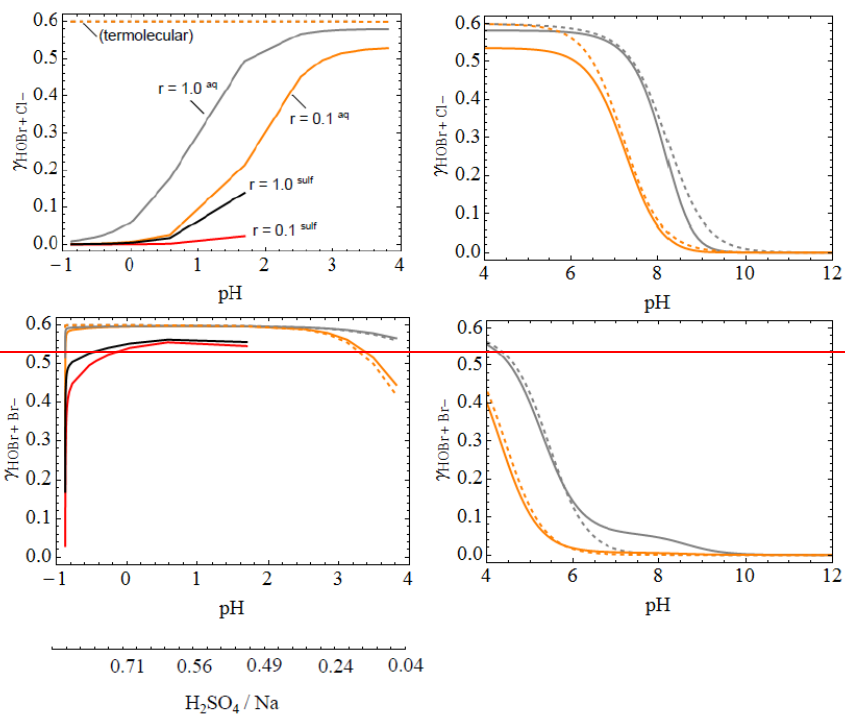 0.6
0.5
0.4
0.3
0.2
0.1
0.0
γHOBr + Cl−
(termolecular)
r = 1.0 aq
r = 0.1 aq
r = 1.0 sulf
r = 0.1 sulf
−1 0 1 2 3 4
pH
0.6
0.5
0.4
0.3
0.2
0.1
0.0
γHOBr + Cl−
4 6 8 10 12
pH
0.6
0.5
0.4
0.3
0.2
0.1
0.0
γHOBr + Br−
−1 0 1 2 3 4
pH
0.6
0.5
0.4
0.3
0.2
0.1
0.0
γHOBr + Br−
4 6 8 10 12
pH
0.71 0.56 0.49 0.24 0.04
H2SO4 / Na